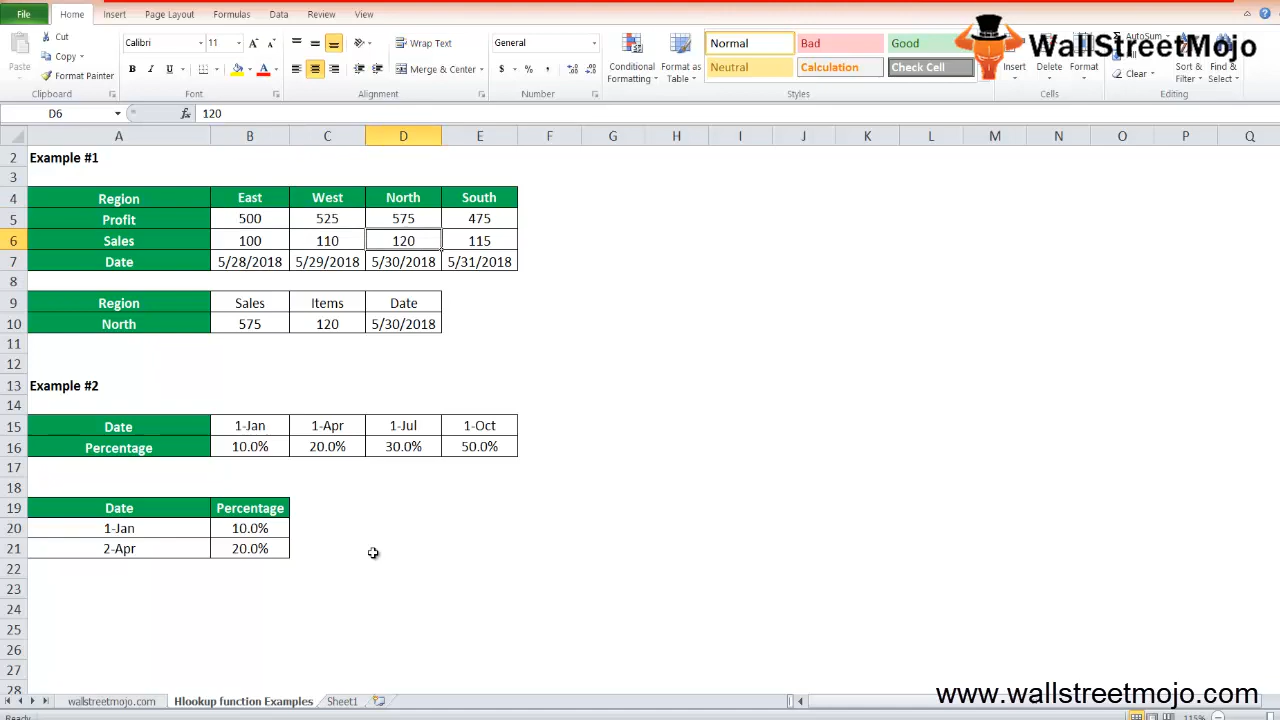 File Home Insert Page Layout Formulas Data Review View
Cut Calibri 11 Wrap Text General Normal Bad Good AutoSum WallStreetMojo
Copy
Paste Format Painter B U A Merge & Center $ % , Conditional Formatting Format as Table Neutral Calculation Check Cell Insert Delete Format Clear Sort & Filter Find & Select
Clipboard Font Alignment Number Styles Cells Editing
D6 fx 120
A B C D E F G H I J K L M N O P Q
2 Example #1
3
4 Region East West North South
5 Profit 500 525 575 475
6 Sales 100 110 120 115
7 Date 5/28/2018 5/29/2018 5/30/2018 5/31/2018
8
9 Region Sales Items Date
10 North 575 120 5/30/2018
11
12
13 Example #2
14
15 Date 1-Jan 1-Apr 1-Jul 1-Oct
16 Percentage 10.0% 20.0% 30.0% 50.0%
17
18
19 Date Percentage
20 1-Jan 10.0%
21 2-Apr 20.0%
22
23
24
25
26
27
28
wallstreetmojo.com Hlookup function Examples Sheet1 www.wallstreetmojo.com
Ready 115%